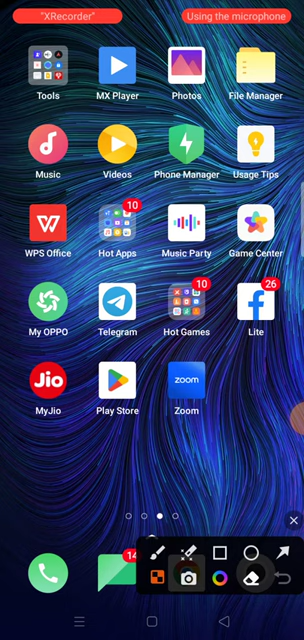 "XRecorder" Using the microphone
Tools MX Player Photos File Manager
Music Videos Phone Manager Usage Tips
10
WPS Office Hot Apps Music Party Game Center
10 26
My OPPO Telegram Hot Games Lite
Jio zoom
MyJio Play Store Zoom
14